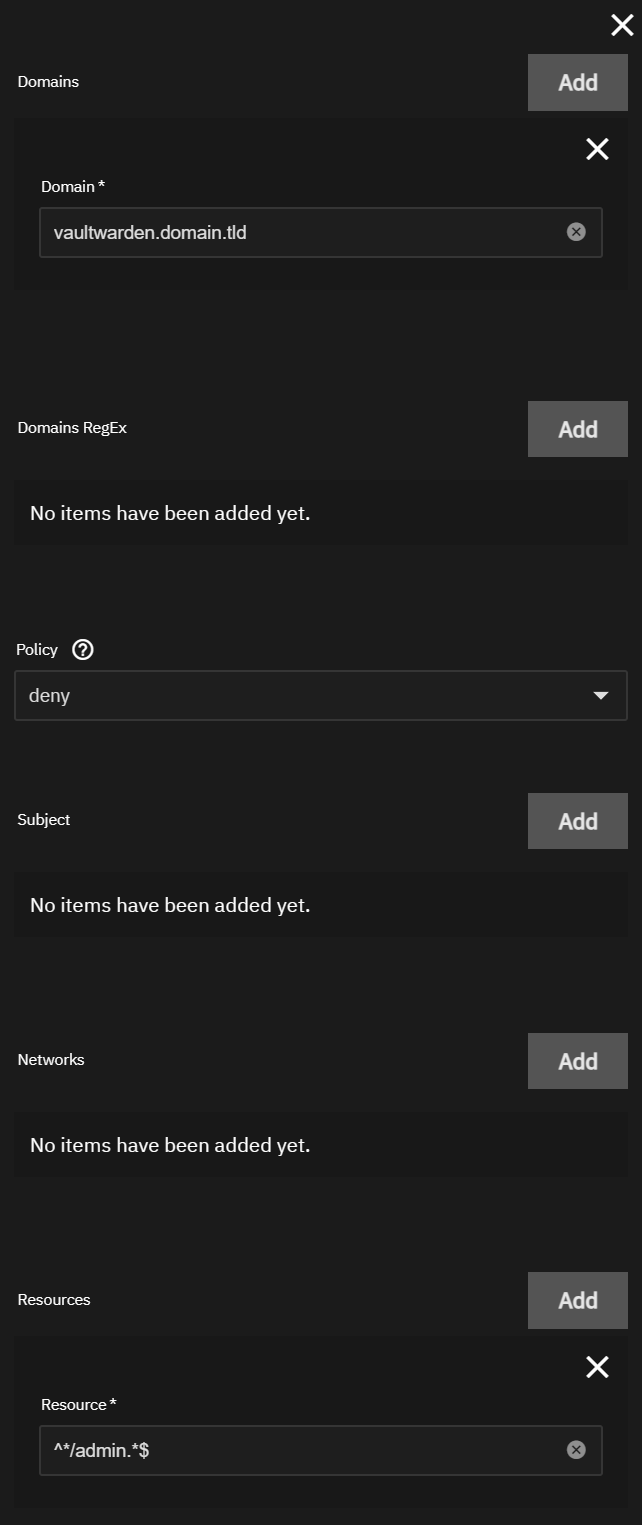 Domains
Add
Domain *
vaultwarden.domain.tld
Domains RegEx
Add
No items have been added yet.
Policy
deny
Subject
Add
No items have been added yet.
Networks
Add
No items have been added yet.
Resources
Add
Resource *
^*/admin.*$